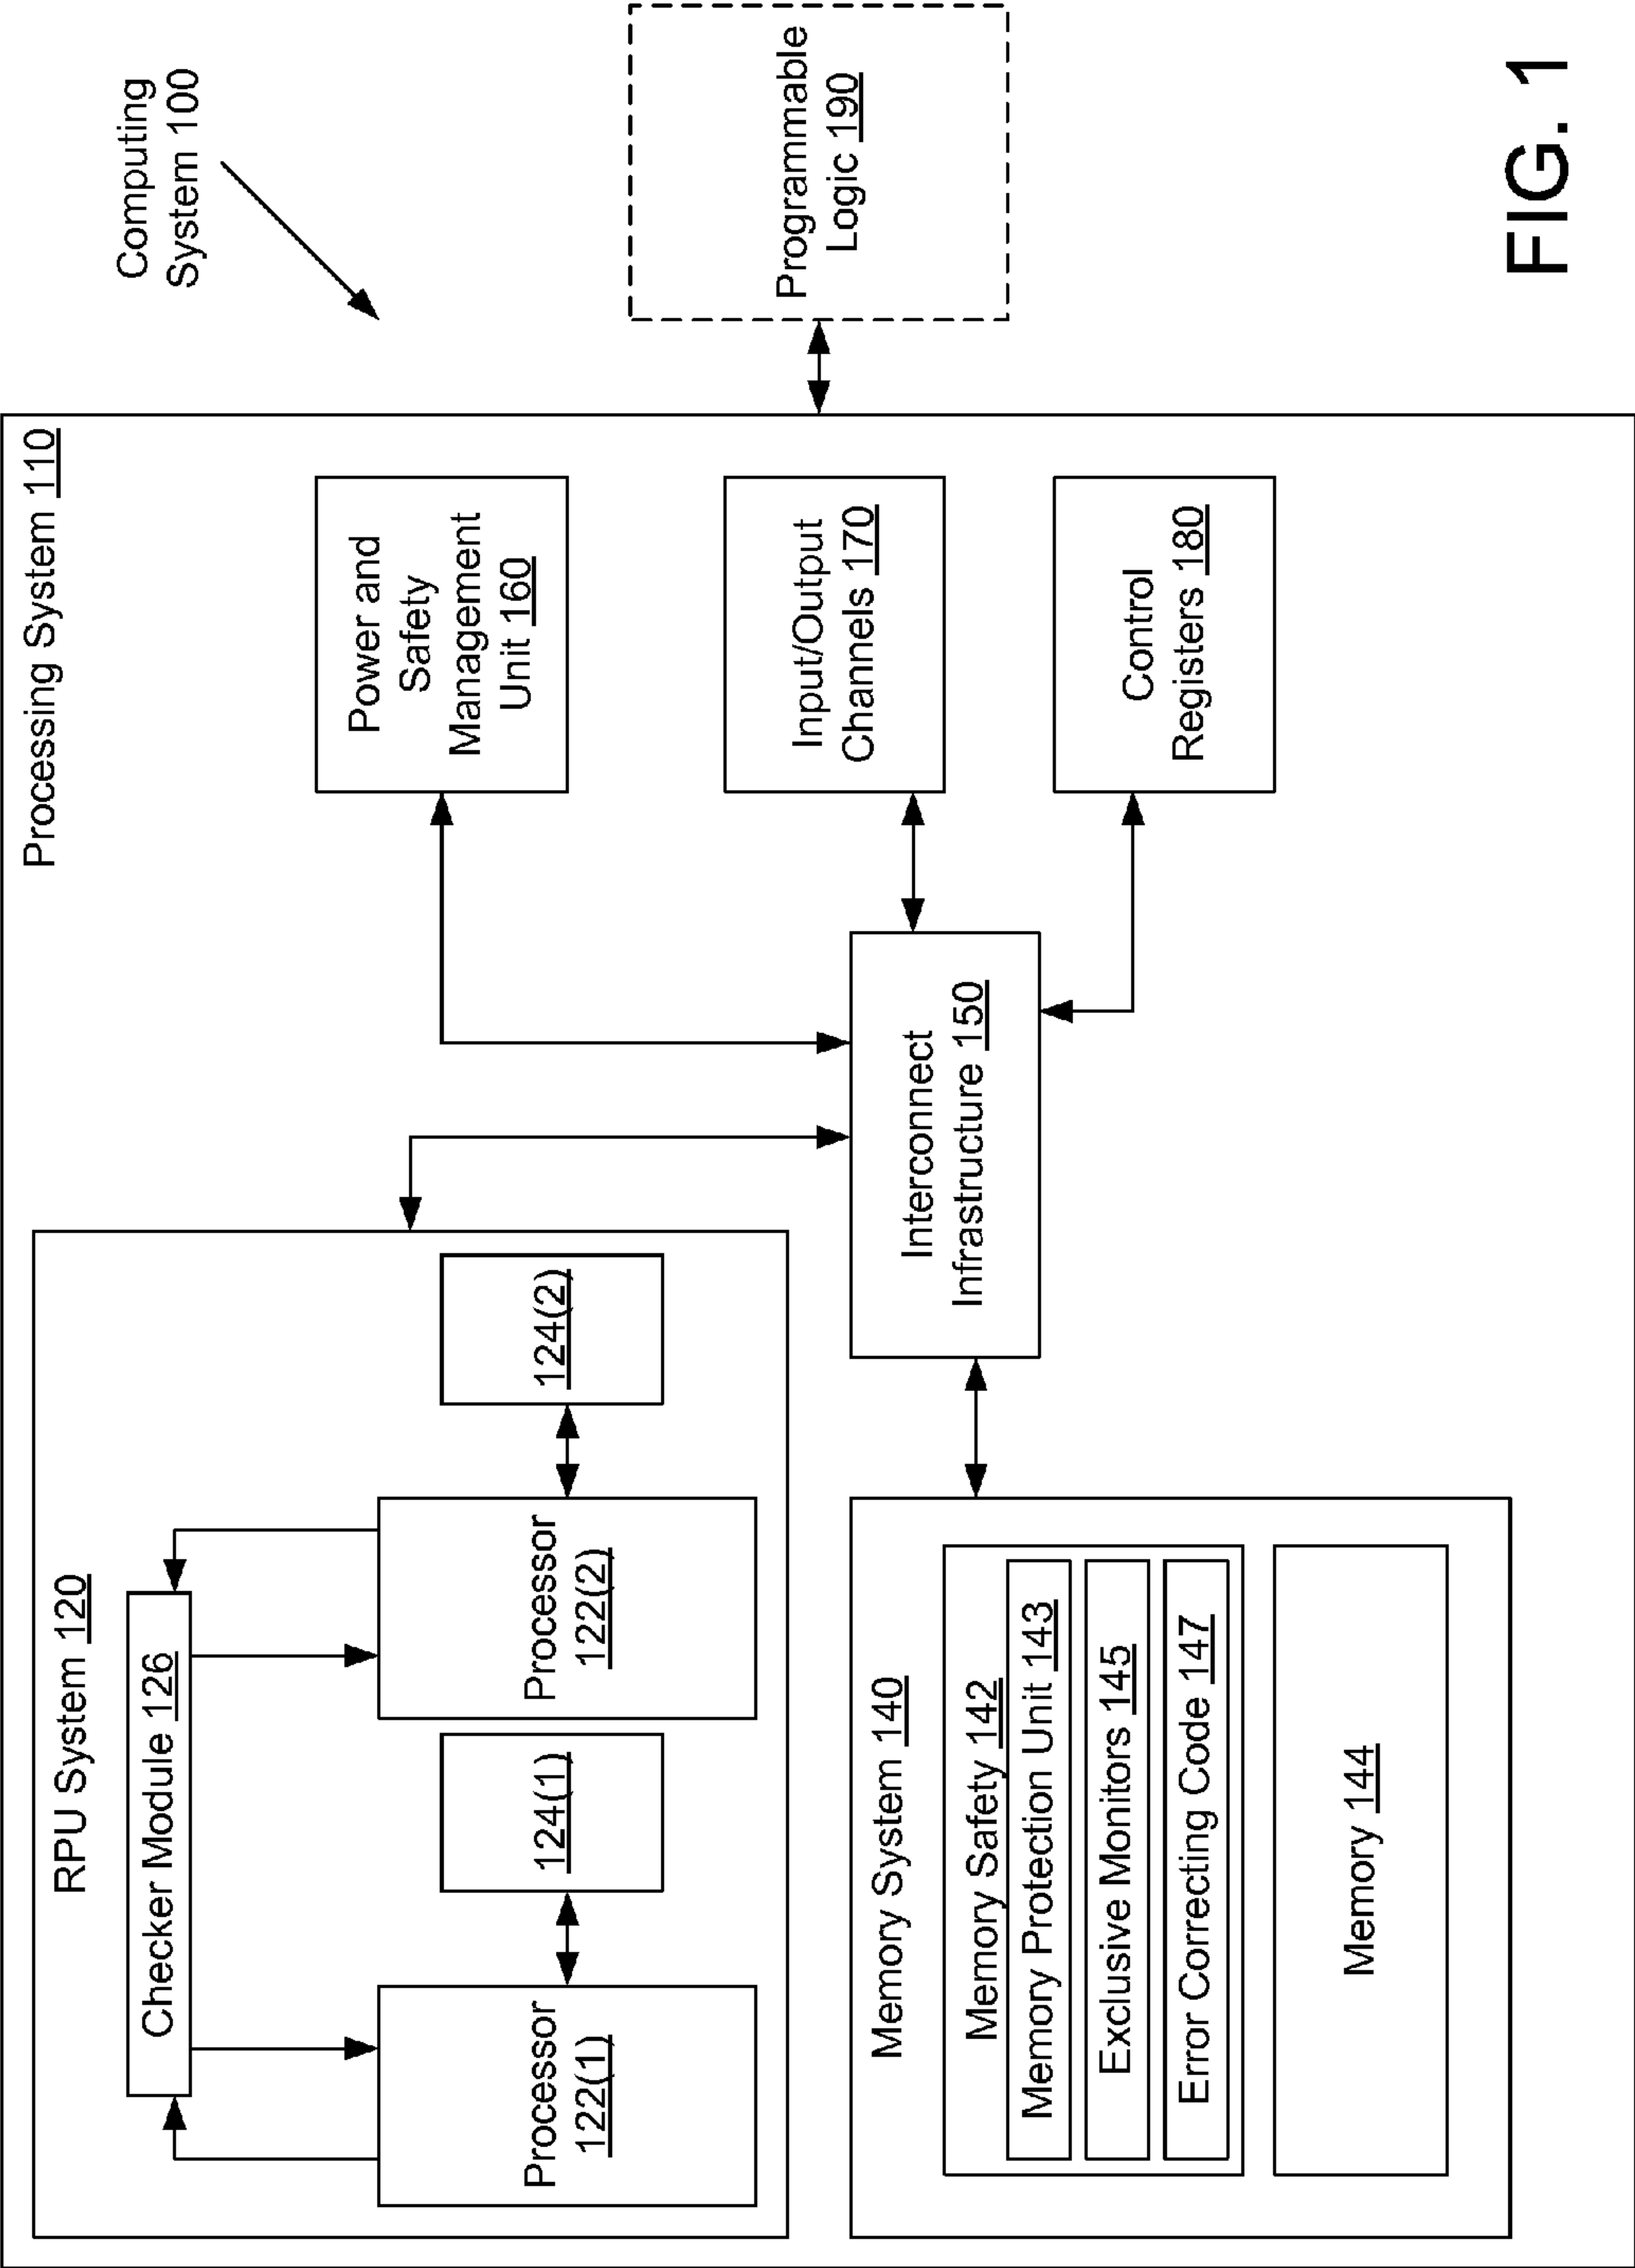 Computing
System 100
Processing System 110
RPU System 120
Checker Module 126
Processor
122(1)
124(1)
Processor
122(2)
124(2)
Power and
Safety
Management
Unit 160
Input/Output
Channels 170
Control
Registers 180
Programmable
Logic 190
Interconnect
Infrastructure 150
Memory System 140
Memory Safety 142
Memory Protection Unit 143
Exclusive Monitors 145
Error Correcting Code 147
Memory 144
FIG. 1